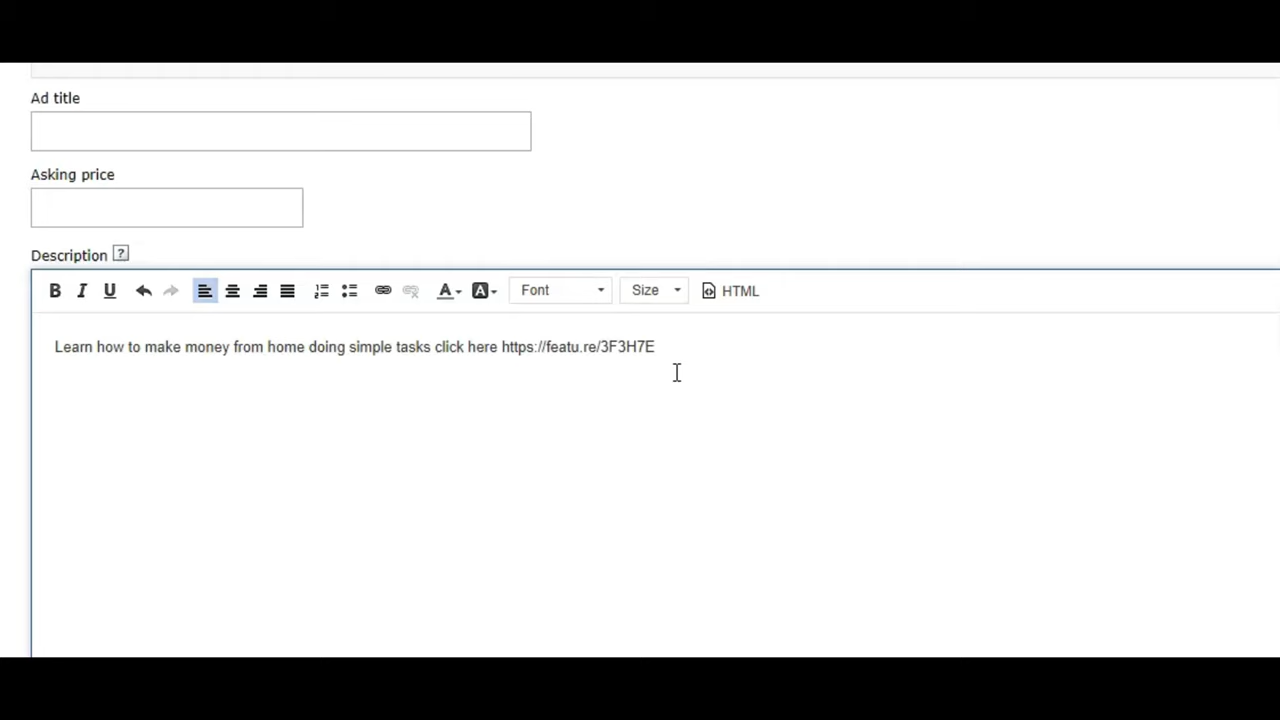 Ad title
Asking price
Description ?
B I U A A Font Size HTML
Learn how to make money from home doing simple tasks click here https://featu.re/3F3H7E